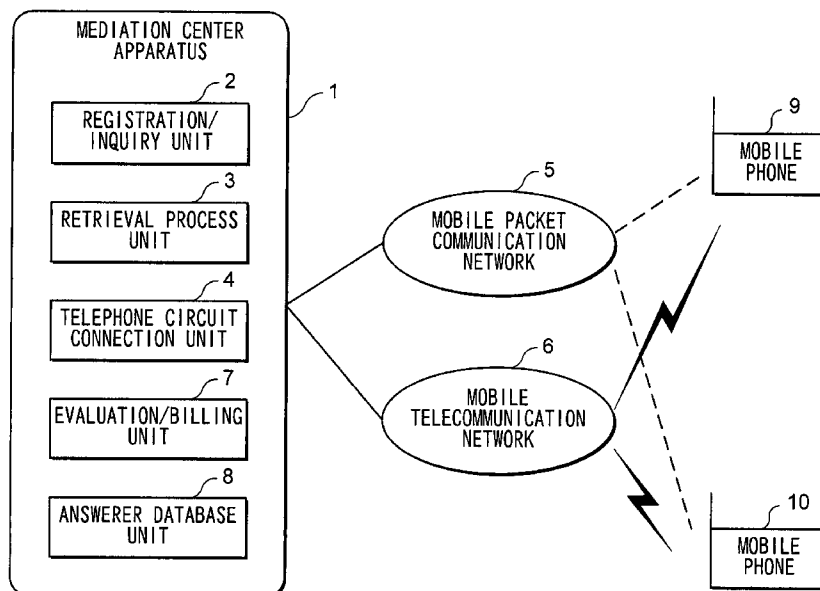 MEDIATION CENTER
APPARATUS
1
2
REGISTRATION/
INQUIRY UNIT
3
RETRIEVAL PROCESS
UNIT
4
TELEPHONE CIRCUIT
CONNECTION UNIT
7
EVALUATION/BILLING
UNIT
8
ANSWERER DATABASE
UNIT
5
MOBILE PACKET
COMMUNICATION
NETWORK
6
MOBILE
TELECOMMUNICATION
NETWORK
9
MOBILE
PHONE
10
MOBILE
PHONE